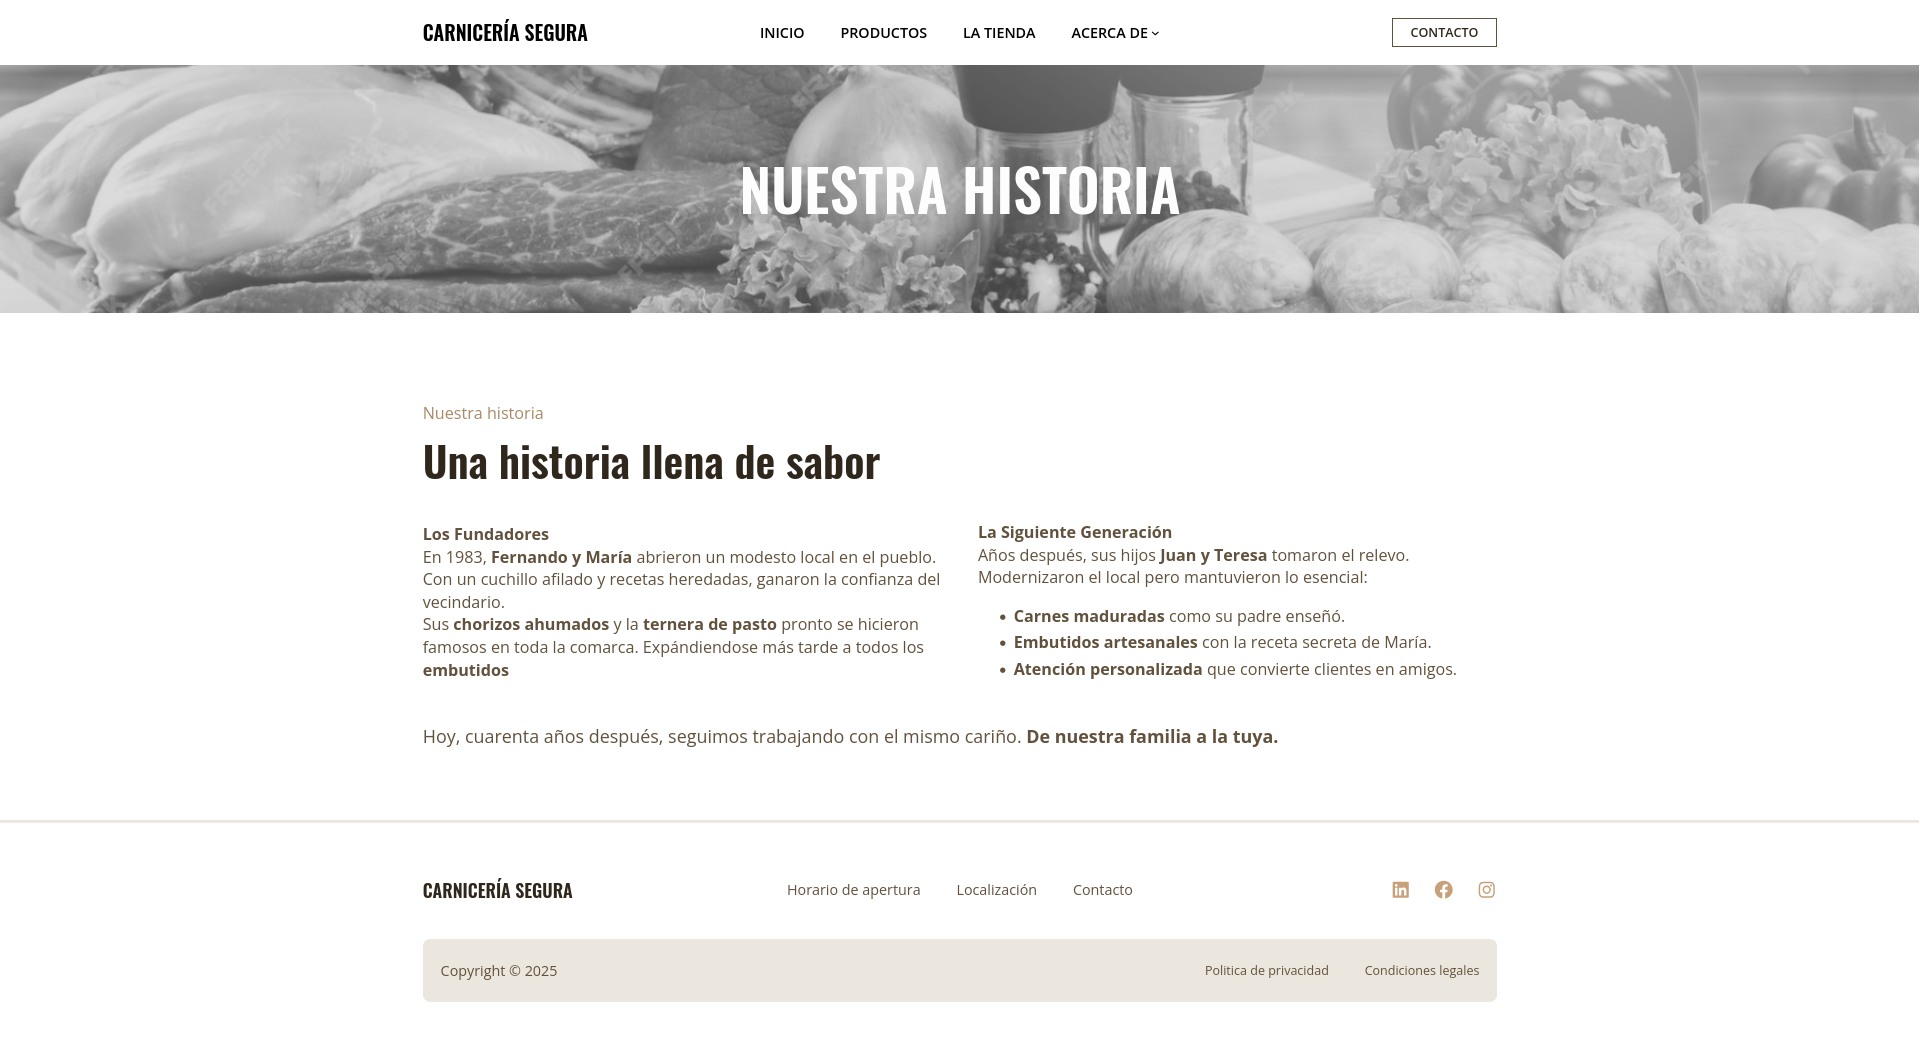 CARNICERÍA SEGURA
INICIO
PRODUCTOS
LA TIENDA
ACERCA DE
CONTACTO
NUESTRA HISTORIA
Nuestra historia
Una historia llena de sabor
Los Fundadores
En 1983, Fernando y María abrieron un modesto local en el pueblo.
Con un cuchillo afilado y recetas heredadas, ganaron la confianza del
vecindario.
Sus chorizos ahumados y la ternera de pasto pronto se hicieron
famosos en toda la comarca. Expándiendose más tarde a todos los
embutidos
La Siguiente Generación
Años después, sus hijos Juan y Teresa tomaron el relevo.
Modernizaron el local pero mantuvieron lo esencial:
• Carnes maduradas como su padre enseñó.
• Embutidos artesanales con la receta secreta de María.
• Atención personalizada que convierte clientes en amigos.
Hoy, cuarenta años después, seguimos trabajando con el mismo cariño. De nuestra familia a la tuya.
CARNICERÍA SEGURA
Horario de apertura
Localización
Contacto
Copyright © 2025
Politica de privacidad
Condiciones legales